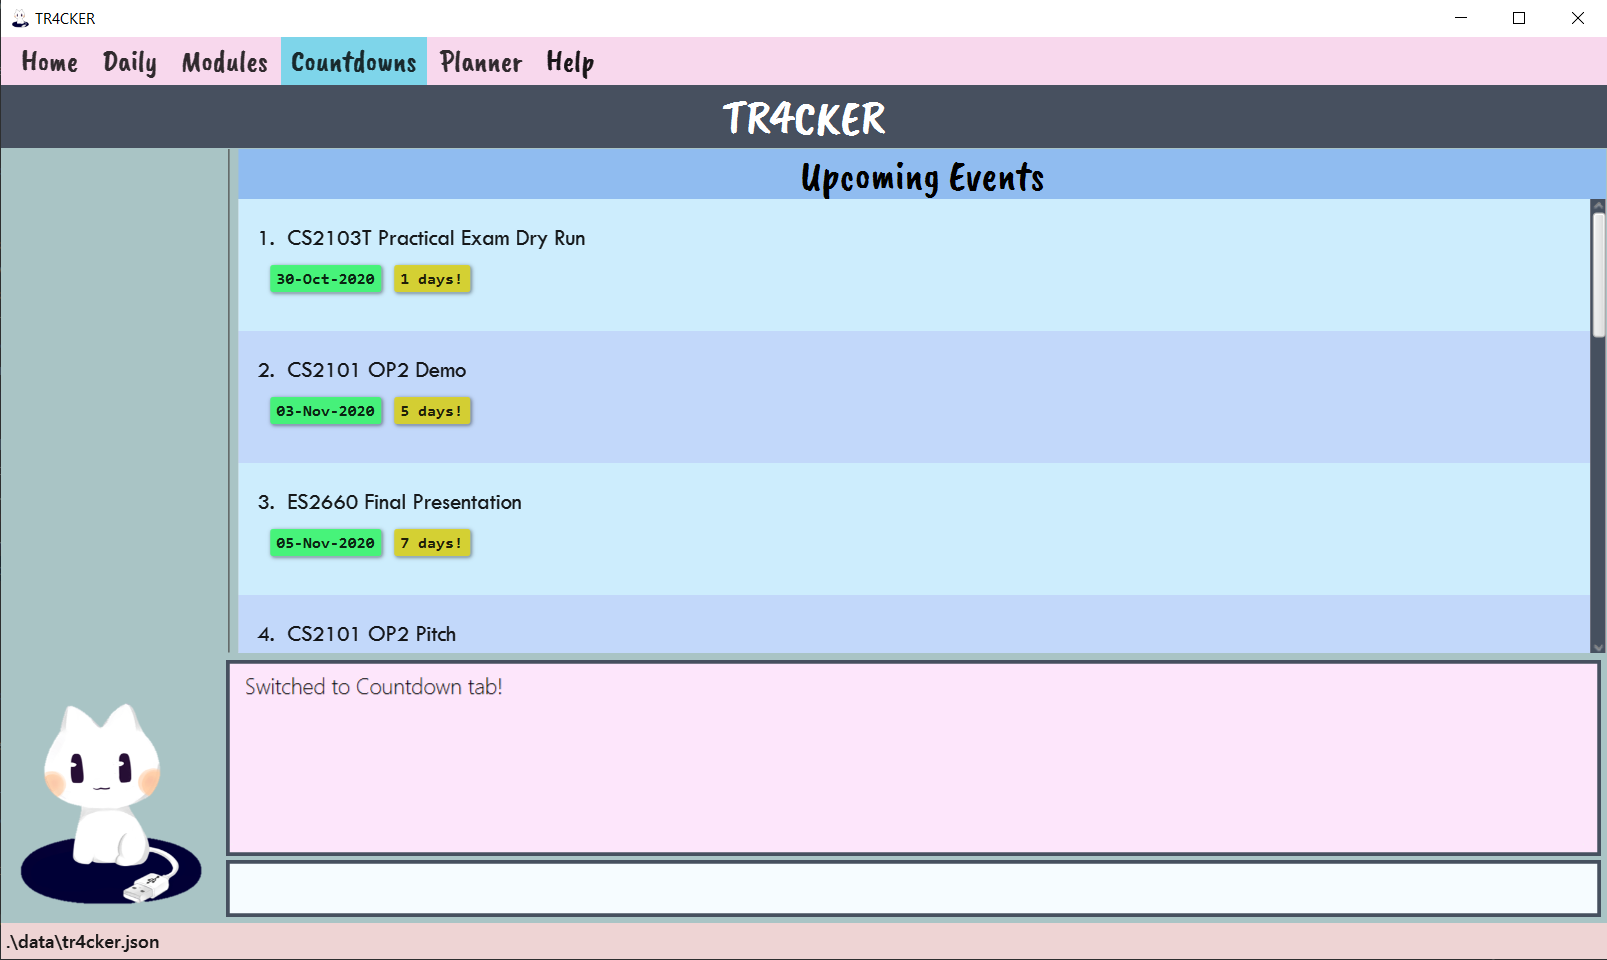 TR4CKER
Home Daily Modules Countdowns Planner Help
TR4CKER
Upcoming Events
1. CS2103T Practical Exam Dry Run
30-Oct-2020 1 days!
2. CS2101 OP2 Demo
03-Nov-2020 5 days!
3. ES2660 Final Presentation
05-Nov-2020 7 days!
4. CS2101 OP2 Pitch
Switched to Countdown tab!
.\data\tr4cker.json